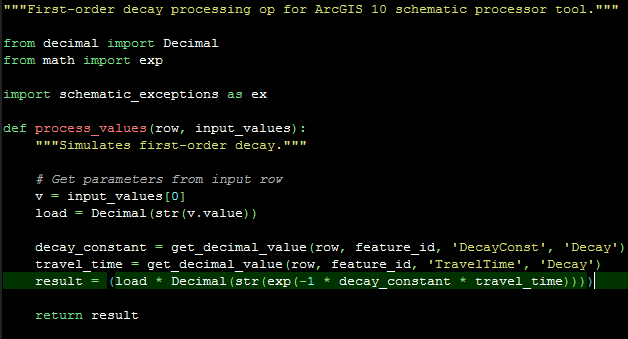 """First-order decay processing op for ArcGIS 10 schematic processor tool."""
from decimal import Decimal
from math import exp
import schematic_exceptions as ex
def process_values(row, input_values):
    """Simulates first-order decay."""
    # Get parameters from input row
    v = input_values[0]
    load = Decimal(str(v.value))
    decay_constant = get_decimal_value(row, feature_id, 'DecayConst', 'Decay')
    travel_time = get_decimal_value(row, feature_id, 'TravelTime', 'Decay')
    result = (load * Decimal(str(exp(-1 * decay_constant * travel_time))))
    return result